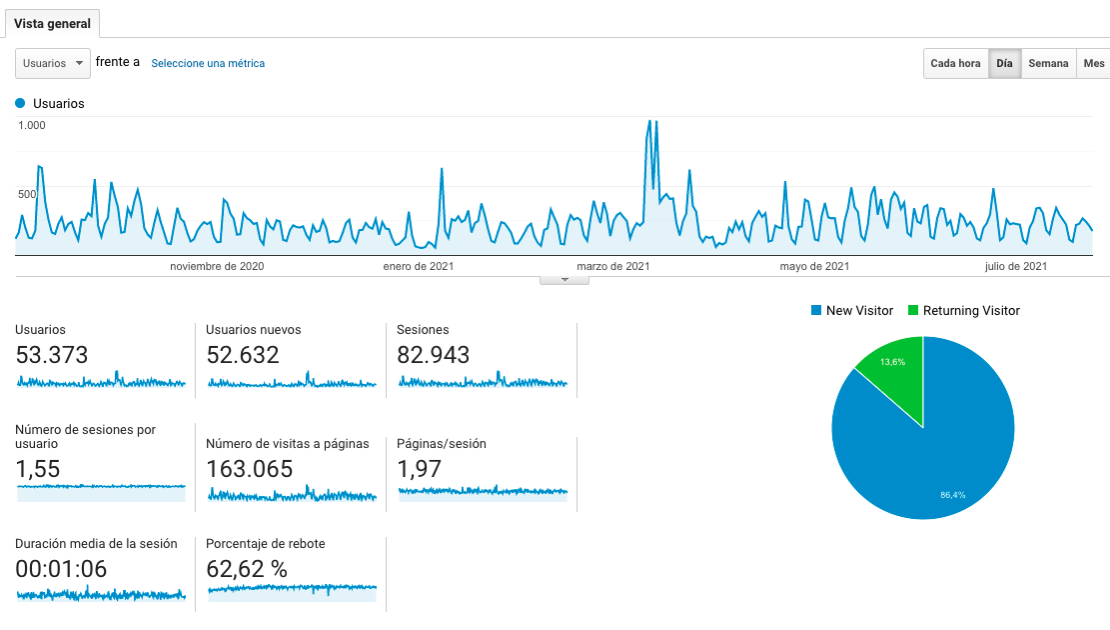 Vista general
Usuarios frente a Seleccione una métrica Cada hora Día Semana Mes
Usuarios
1.000
500
noviembre de 2020 enero de 2021 marzo de 2021 mayo de 2021 julio de 2021
New Visitor Returning Visitor
Usuarios Usuarios nuevos Sesiones
53.373 52.632 82.943
13,6%
Número de sesiones por
usuario Número de visitas a páginas Páginas/sesión
1,55 163.065 1,97
86,4%
Duración media de la sesión Porcentaje de rebote
00:01:06 62,62 %